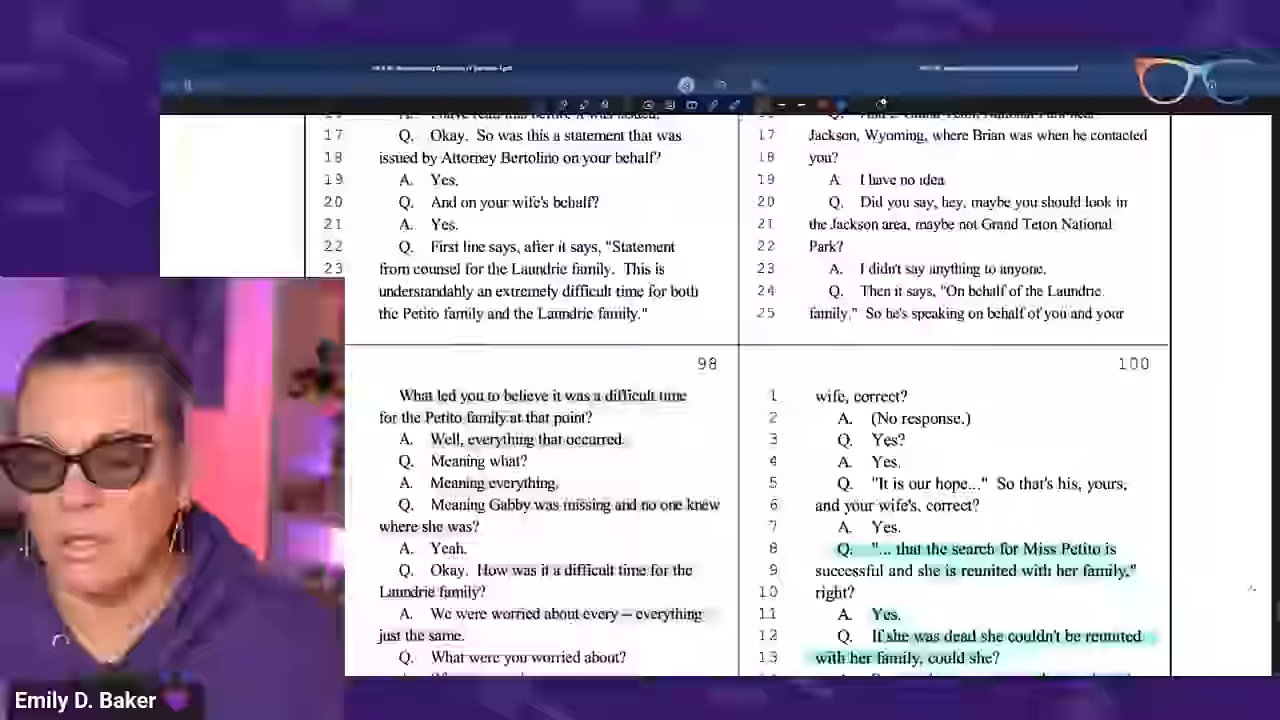 17 Q. Okay. So was this a statement that was
18 issued by Attorney Bertolino on your behalf?
19 A. Yes.
20 Q. And on your wife's behalf?
21 A. Yes.
22 Q. First line says, after it says, "Statement
23 from counsel for the Laundrie family. This is
understandably an extremely difficult time for both
the Petito family and the Laundrie family."
98
What led you to believe it was a difficult time
for the Petito family at that point?
A. Well, everything that occurred.
Q. Meaning what?
A. Meaning everything.
Q. Meaning Gabby was missing and no one knew
where she was?
A. Yeah.
Q. Okay. How was it a difficult time for the
Laundrie family?
A. We were worried about every -- everything
just the same.
Q. What were you worried about?
17 Jackson, Wyoming, where Brian was when he contacted
18 you?
19 A I have no idea
20 Q. Did you say, hey, maybe you should look in
21 the Jackson area, maybe not Grand Teton National
22 Park?
23 A. I didn't say anything to anyone.
24 Q. Then it says, "On behalf of the Laundrie
25 family." So he's speaking on behalf of you and your
100
1 wife, correct?
2 A. (No response.)
3 Q. Yes?
4 A. Yes.
5 Q. "It is our hope..." So that's his, yours,
6 and your wife's, correct?
7 A. Yes.
8 Q. "... that the search for Miss Petito is
9 successful and she is reunited with her family,"
10 right?
11 A. Yes.
12 Q. If she was dead she couldn't be reunited
13 with her family, could she?
Emily D. Baker